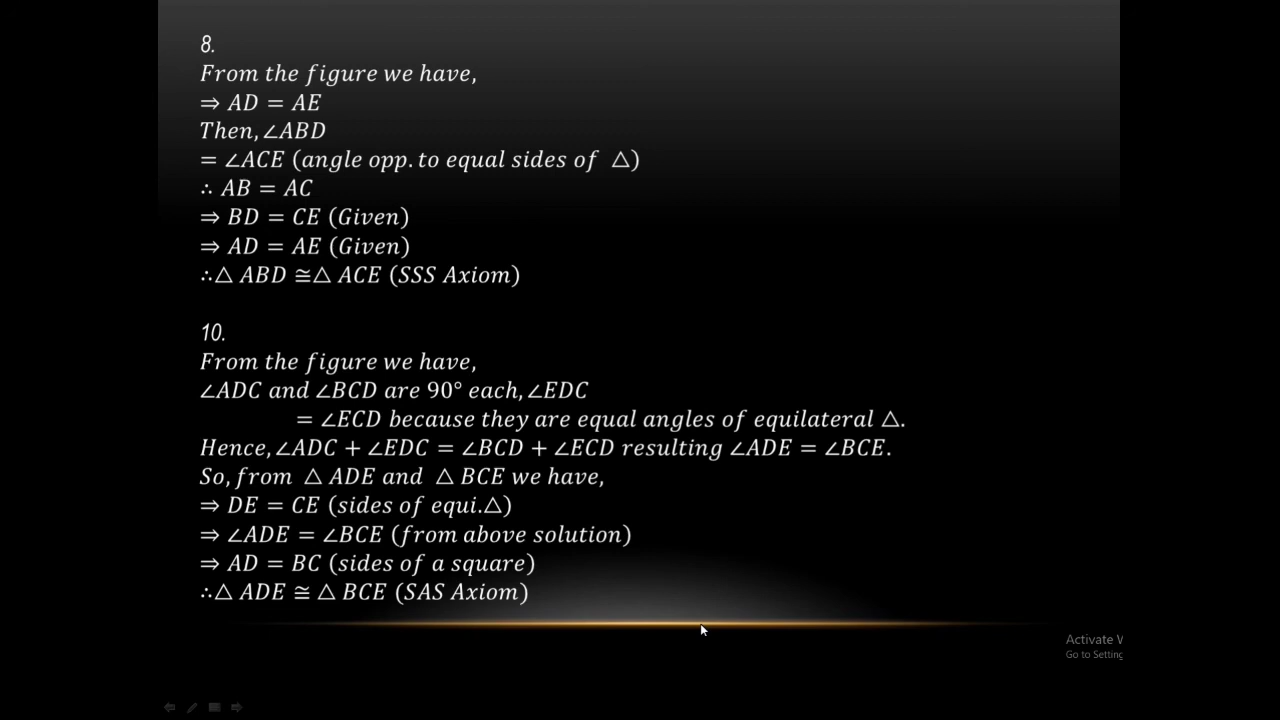 8.
From the figure we have,
⇒ AD = AE
Then, ∠ABD
= ∠ACE (angle opp. to equal sides of △)
∴ AB = AC
⇒ BD = CE (Given)
⇒ AD = AE (Given)
∴△ ABD ≅△ ACE (SSS Axiom)
10.
From the figure we have,
∠ADC and ∠BCD are 90° each, ∠EDC
= ∠ECD because they are equal angles of equilateral △.
Hence, ∠ADC + ∠EDC = ∠BCD + ∠ECD resulting ∠ADE = ∠BCE.
So, from △ ADE and △ BCE we have,
⇒ DE = CE (sides of equi.△)
⇒ ∠ADE = ∠BCE (from above solution)
⇒ AD = BC (sides of a square)
∴△ ADE ≅ △ BCE (SAS Axiom)
Activate
Go to Setting